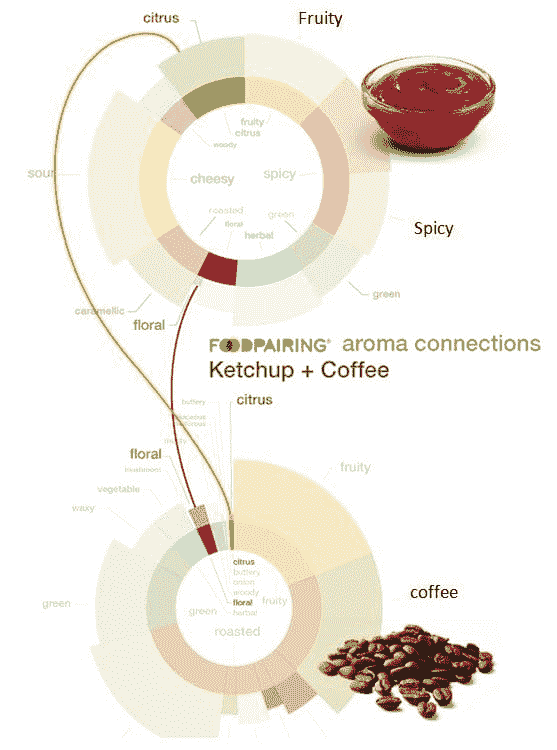 citrus
Fruity
fruity
citrus
woody
sour
cheesy
spicy
roasted
green
floral
herbal
Spicy
green
caramellic
floral
FOODPAIRING® aroma connections
Ketchup + Coffee
buttery
citrus
floral
fruity
mushroom
vegetable
waxy
citrus
buttery
onion
woody
floral
fruity
herbal
green
green
roasted
coffee